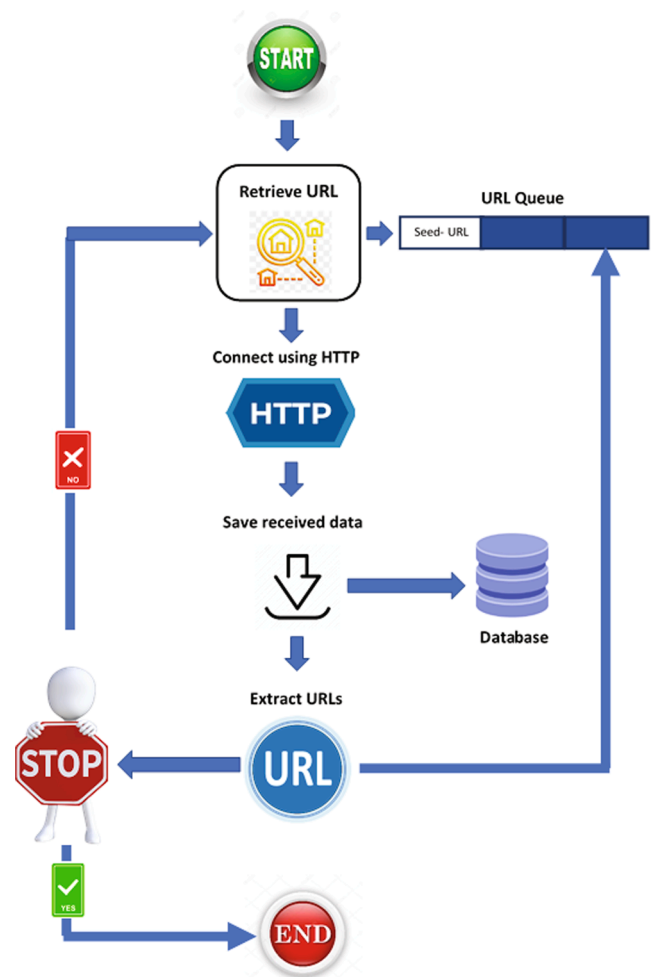 START
Retrieve URL
URL Queue
Seed- URL
Connect using HTTP
HTTP
NO
Save received data
Database
Extract URLs
STOP
URL
YES
END